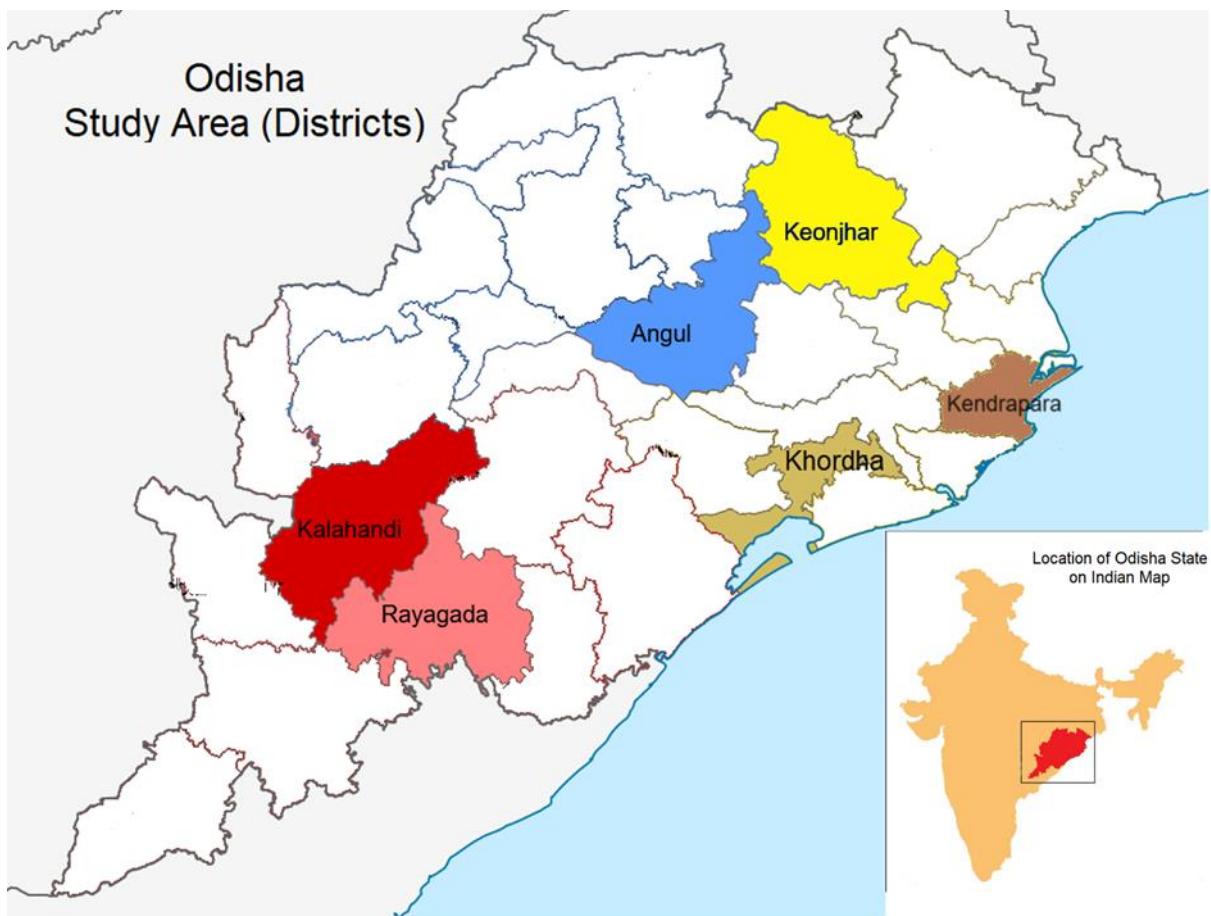 Odisha
Study Area (Districts)
Keonjhar
Angul
Kendrapara
Khordha
Kalahandi
Rayagada
Location of Odisha State
on Indian Map